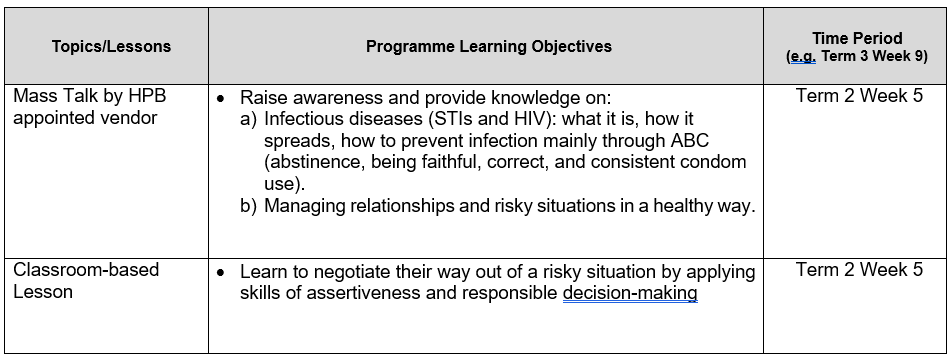 Topics/Lessons
Programme Learning Objectives
Time Period
(e.g. Term 3 Week 9)
Mass Talk by HPB
appointed vendor
• Raise awareness and provide knowledge on:
a) Infectious diseases (STIs and HIV): what it is, how it
spreads, how to prevent infection mainly through ABC
(abstinence, being faithful, correct, and consistent condom
use).
b) Managing relationships and risky situations in a healthy way.
Term 2 Week 5
Classroom-based
Lesson
• Learn to negotiate their way out of a risky situation by applying
skills of assertiveness and responsible decision-making
Term 2 Week 5